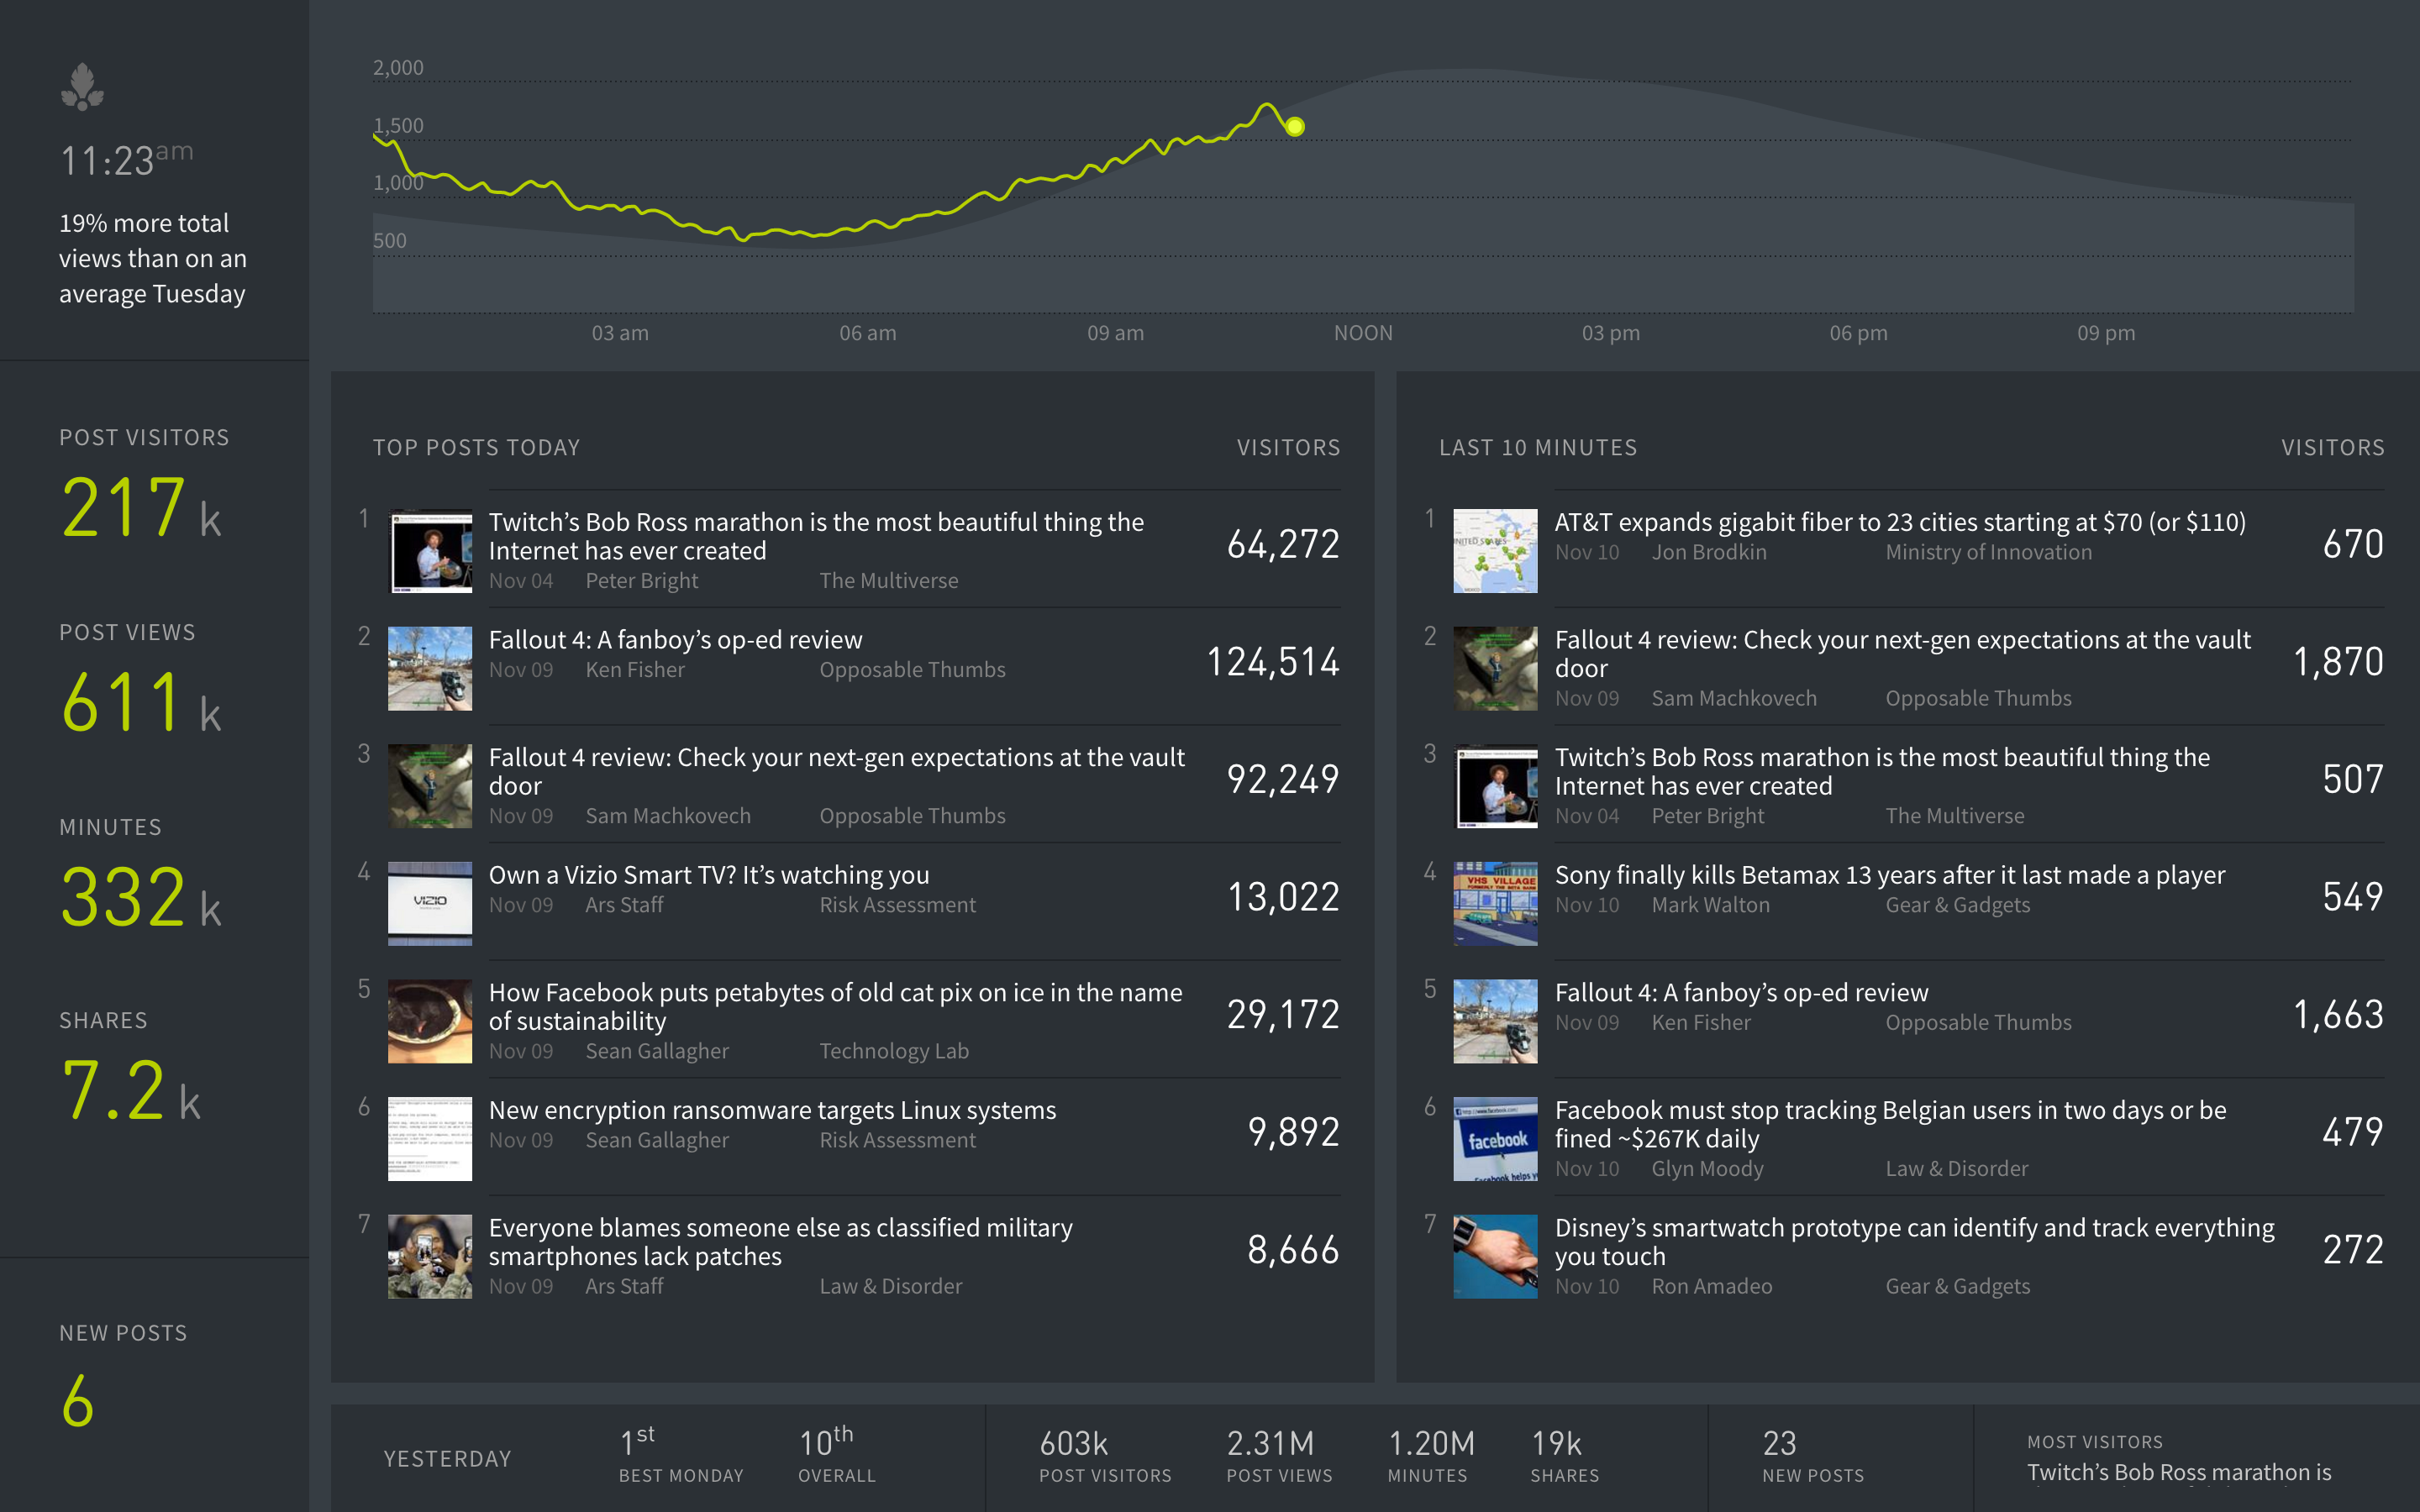 11:23am
19% more total
views than on an
average Tuesday
POST VISITORS
217 k
POST VIEWS
611 k
MINUTES
332 k
SHARES
7.2 k
NEW POSTS
6
2,000
1,500
1,000
500
03 am 06 am 09 am NOON 03 pm 06 pm 09 pm
TOP POSTS TODAY VISITORS
1 Twitch’s Bob Ross marathon is the most beautiful thing the
Internet has ever created
64,272
Nov 04 Peter Bright The Multiverse
2 Fallout 4: A fanboy’s op-ed review
124,514
Nov 09 Ken Fisher Opposable Thumbs
3 Fallout 4 review: Check your next-gen expectations at the vault
door
92,249
Nov 09 Sam Machkovech Opposable Thumbs
VIZIO
4 Own a Vizio Smart TV? It’s watching you
13,022
Nov 09 Ars Staff Risk Assessment
5 How Facebook puts petabytes of old cat pix on ice in the name
of sustainability
29,172
Nov 09 Sean Gallagher Technology Lab
6 New encryption ransomware targets Linux systems
9,892
Nov 09 Sean Gallagher Risk Assessment
7 Everyone blames someone else as classified military
smartphones lack patches
8,666
Nov 09 Ars Staff Law & Disorder
LAST 10 MINUTES VISITORS
1 AT&T expands gigabit fiber to 23 cities starting at $70 (or $110)
670
Nov 10 Jon Brodkin Ministry of Innovation
2 Fallout 4 review: Check your next-gen expectations at the vault
door
1,870
Nov 09 Sam Machkovech Opposable Thumbs
3 Twitch’s Bob Ross marathon is the most beautiful thing the
Internet has ever created
507
Nov 04 Peter Bright The Multiverse
VHS VILLAGE
4 Sony finally kills Betamax 13 years after it last made a player
549
Nov 10 Mark Walton Gear & Gadgets
5 Fallout 4: A fanboy’s op-ed review
1,663
Nov 09 Ken Fisher Opposable Thumbs
facebook
6 Facebook must stop tracking Belgian users in two days or be
fined ~$267K daily
479
Nov 10 Glyn Moody Law & Disorder
7 Disney’s smartwatch prototype can identify and track everything
you touch
272
Nov 10 Ron Amadeo Gear & Gadgets
YESTERDAY
1st
BEST MONDAY
10th
OVERALL
603k
POST VISITORS
2.31M
POST VIEWS
1.20M
MINUTES
19k
SHARES
23
NEW POSTS
MOST VISITORS
Twitch’s Bob Ross marathon is